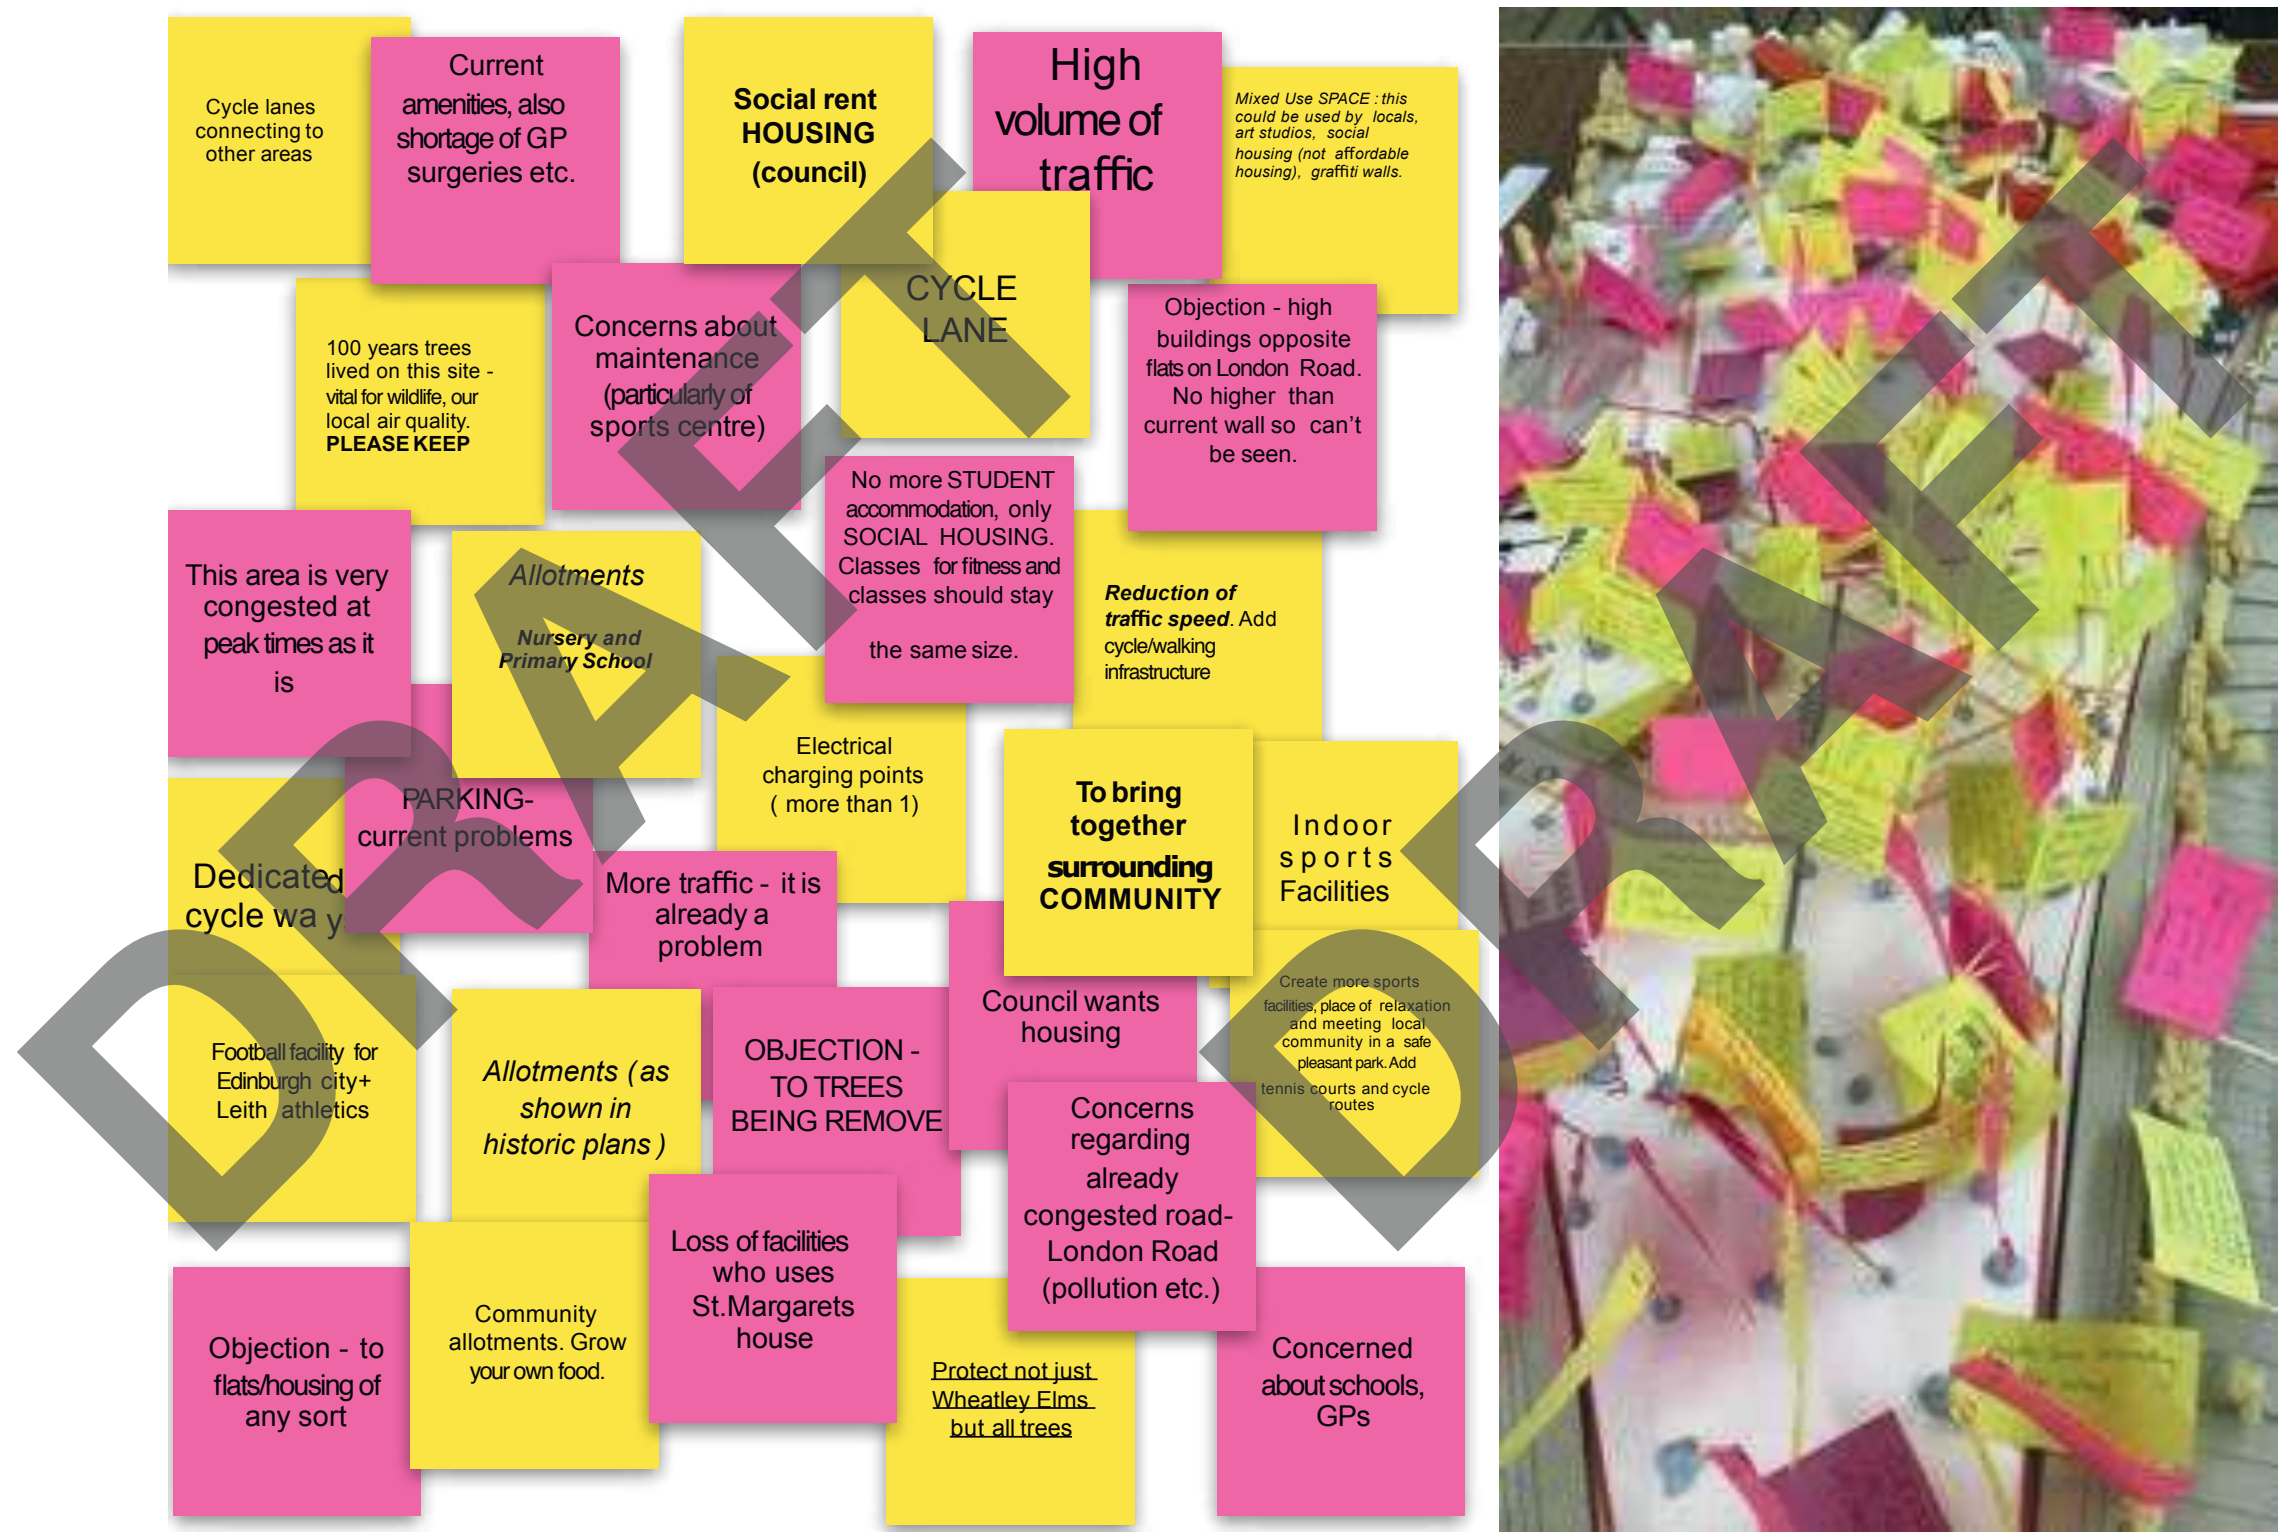 Cycle lanes
connecting to
other areas
Current
amenities, also
shortage of GP
surgeries etc.
Social rent
HOUSING
(council)
High
volume of
traffic
Mixed Use SPACE : this
could be used by locals,
art studios, social
housing (not affordable
housing), graffiti walls.
100 years trees
lived on this site -
vital for wildlife, our
local air quality.
PLEASE KEEP
Concerns about
maintenance
(particularly of
sports centre)
CYCLE
LANE
Objection - high
buildings opposite
flats on London Road.
No higher than
current wall so can't
be seen.
This area is very
congested at
peak times as it
is
Allotments
Nursery and
Primary School
No more STUDENT
accommodation, only
SOCIAL HOUSING.
Classes for fitness and
classes should stay
the same size.
Reduction of
traffic speed. Add
cycle/walking
infrastructure
PARKING-
current problems
Electrical
charging points
( more than 1)
To bring
together
surrounding
COMMUNITY
Indoor
sports
Facilities
Dedicated
cycle way
More traffic - it is
already a
problem
Council wants
housing
Create more sports
facilities, place of relaxation
and meeting local
community in a safe
pleasant park. Add
tennis courts and cycle
routes
Football facility for
Edinburgh city+
Leith athletics
Allotments ( as
shown in
historic plans )
OBJECTION -
TO TREES
BEING REMOVE
Concerns
regarding
already
congested road-
London Road
(pollution etc.)
Loss of facilities
who uses
St.Margarets
house
Objection - to
flats/housing of
any sort
Community
allotments. Grow
your own food.
Protect not just
Wheatley Elms
but all trees
Concerned
about schools,
GPs
DRAFT
DRAFT